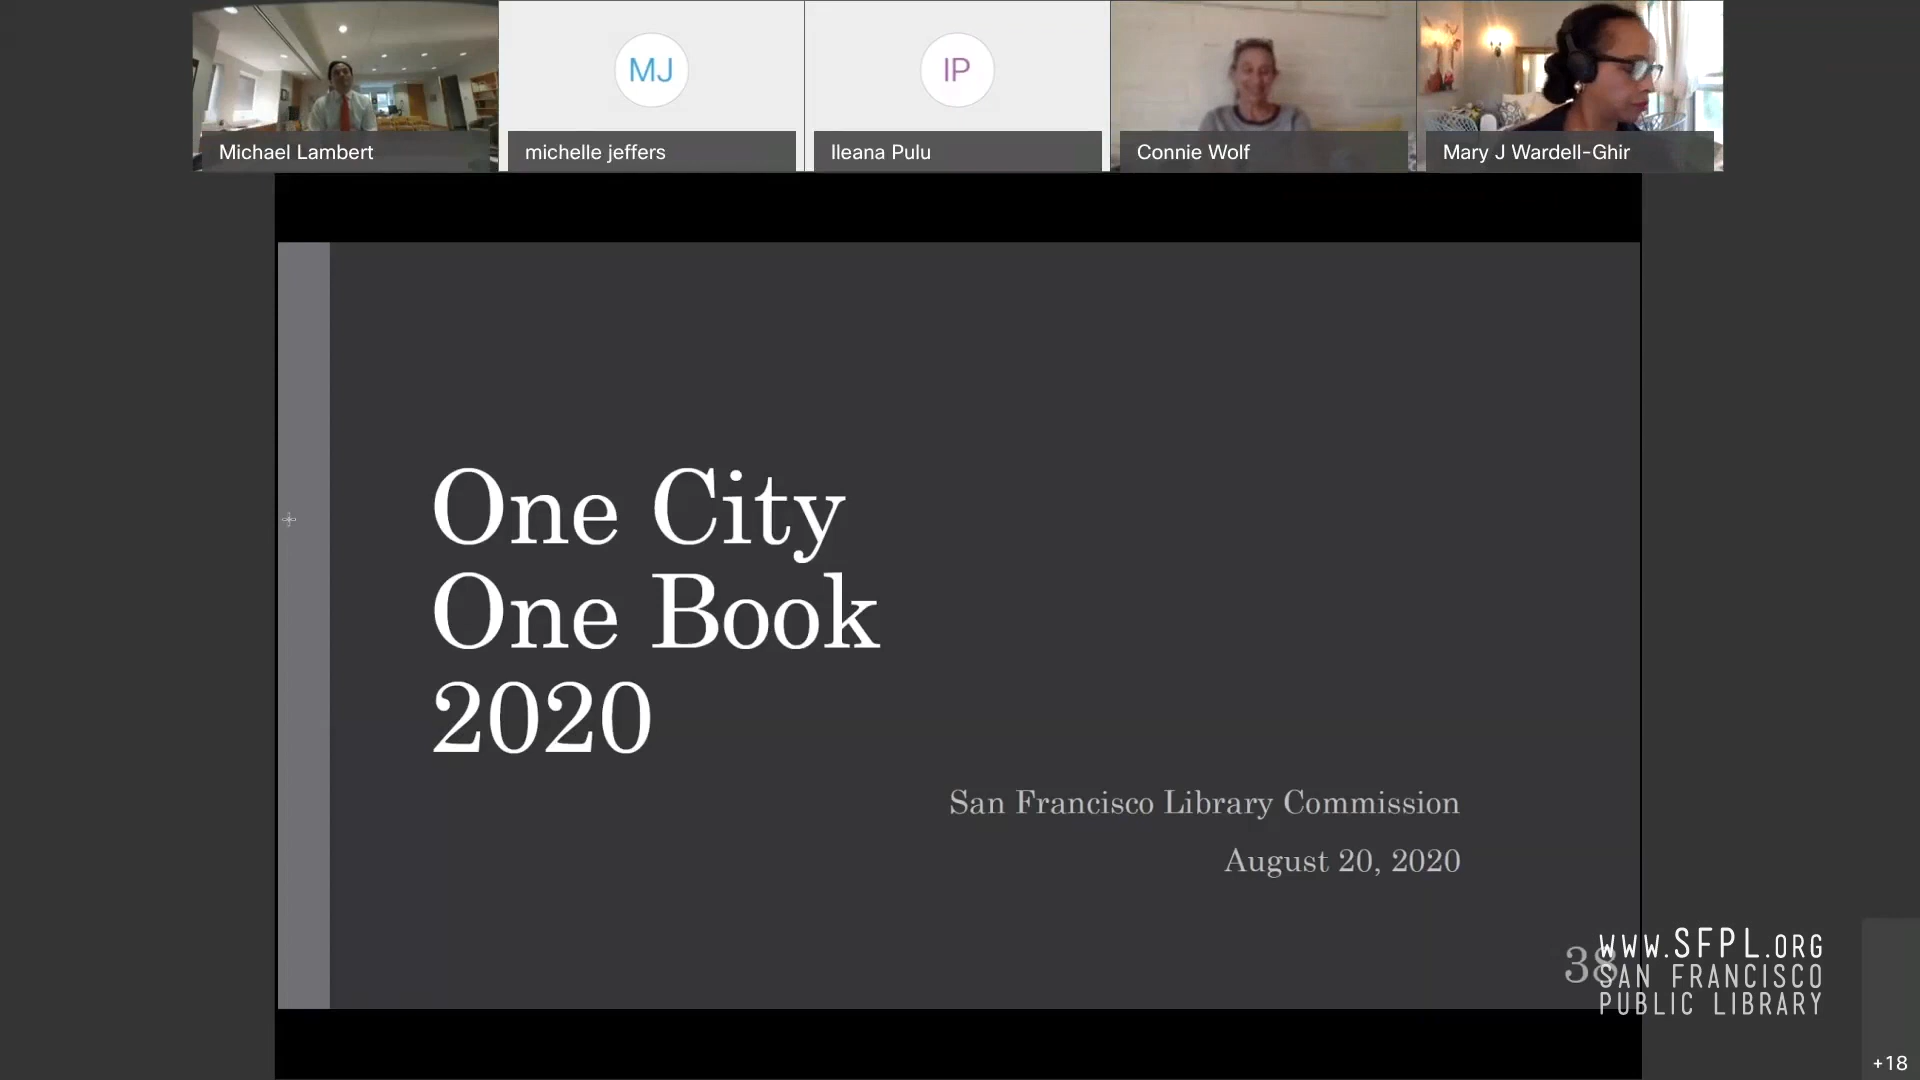 MJ
IP
Michael Lambert
michelle jeffers
Ileana Pulu
Connie Wolf
Mary J Wardell-Ghir
One City
One Book
2020
San Francisco Library Commission
August 20, 2020
38
www.SFPL.ORG
SAN FRANCISCO
PUBLIC LIBRARY
+18